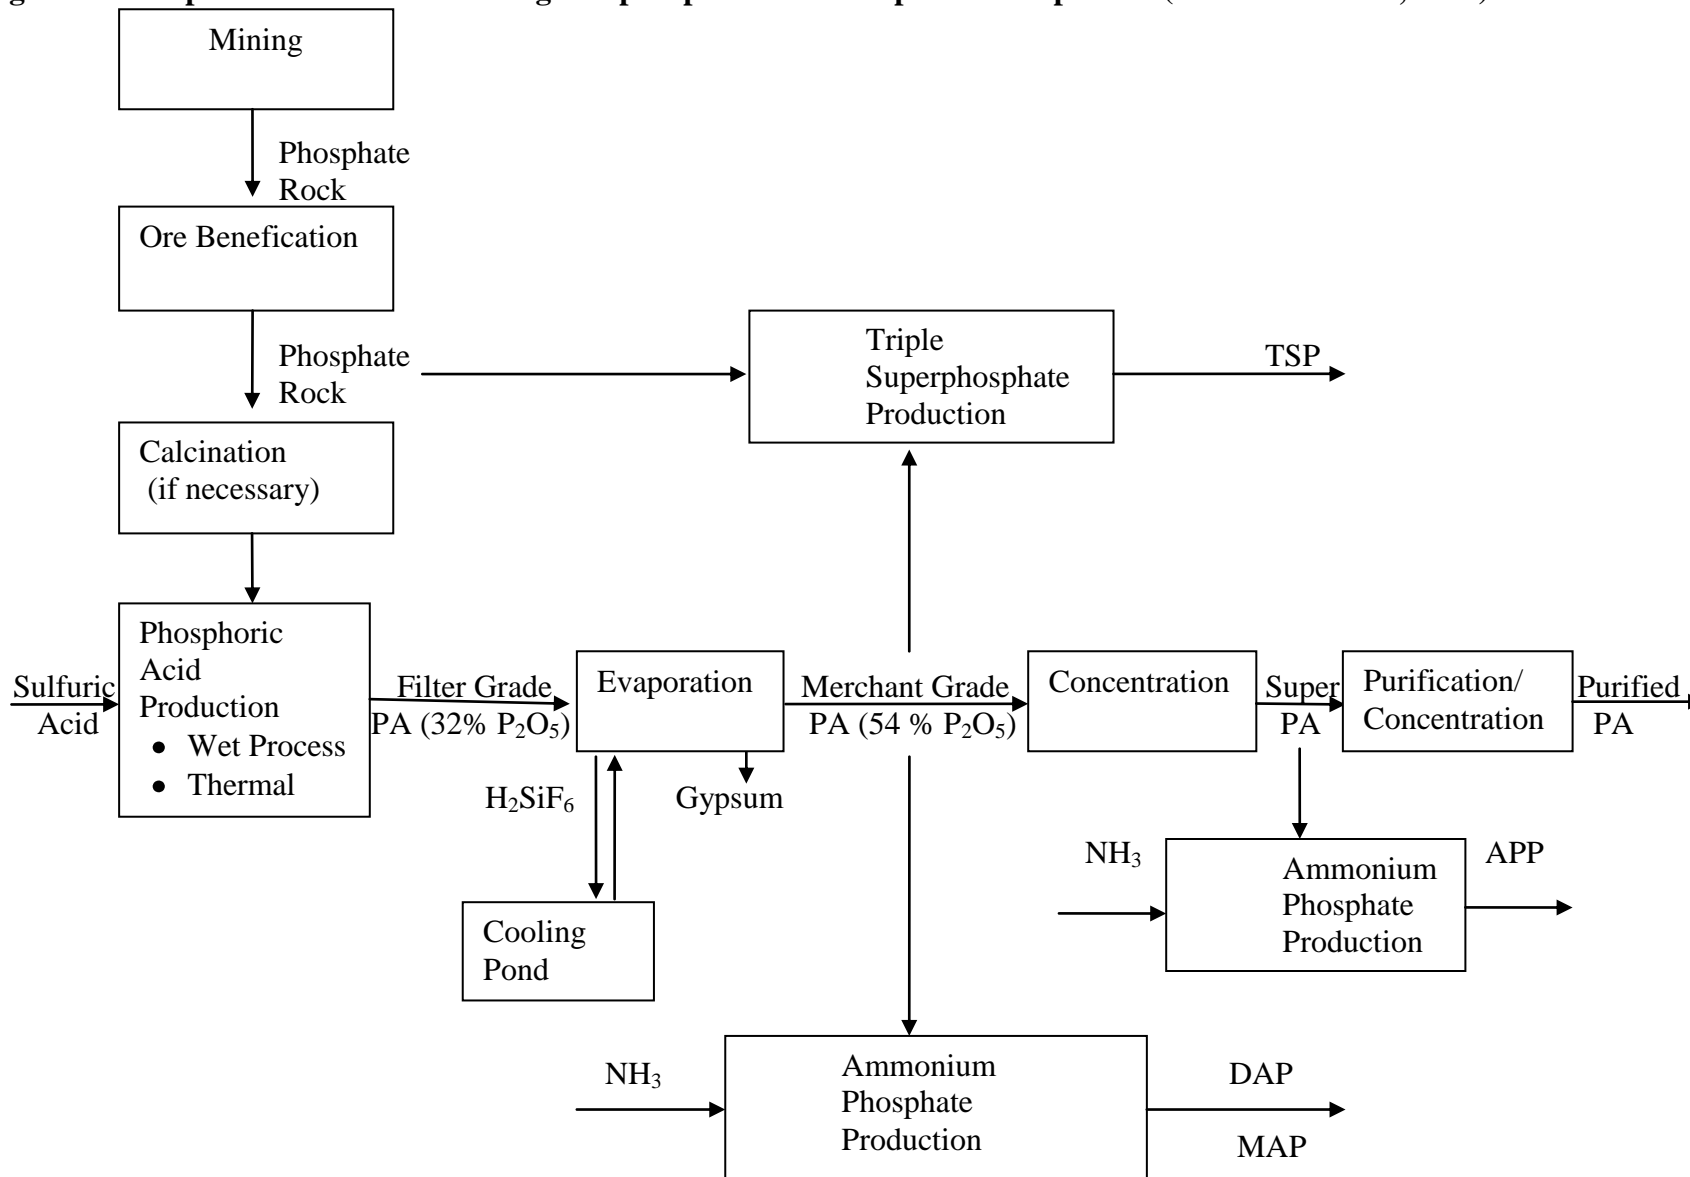 Mining
Phosphate
Rock
Ore Benefication
Phosphate
Rock
Triple
Superphosphate
Production
TSP
Calcination
(if necessary)
Sulfuric
Acid
Phosphoric
Acid
Production
• Wet Process
• Thermal
Filter Grade
PA (32% P₂O₅)
Evaporation
Merchant Grade
PA (54 % P₂O₅)
Concentration
Super
PA
Purification/
Concentration
Purified
PA
H₂SiF₆
Gypsum
Cooling
Pond
NH₃
Ammonium
Phosphate
Production
APP
NH₃
Ammonium
Phosphate
Production
DAP
MAP